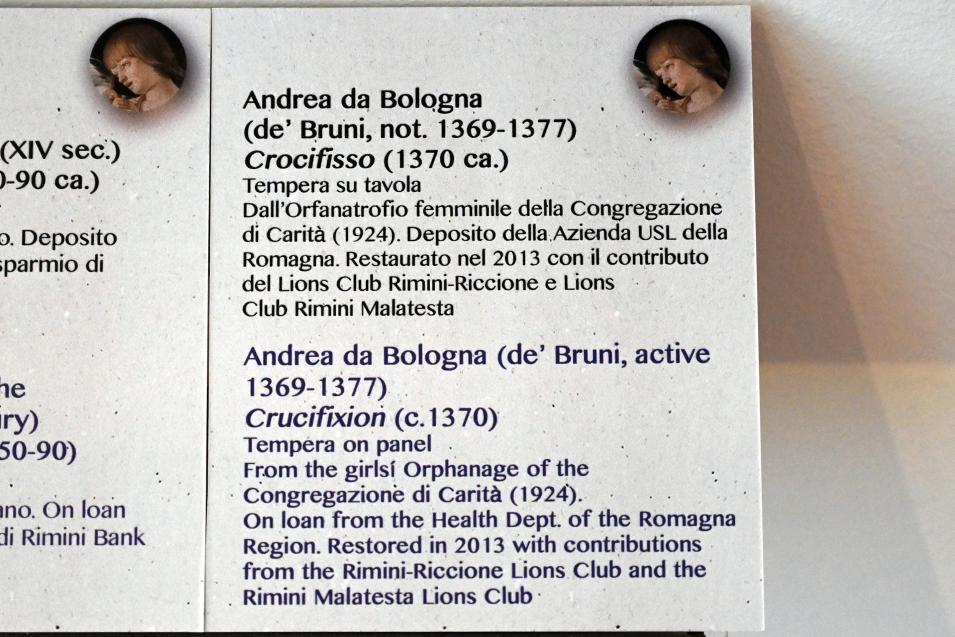 (XIV sec.)
0-90 ca.)
o. Deposito
sparmio di
he
iry)
50-90)
nno. On loan
di Rimini Bank
Andrea da Bologna
(de’ Bruni, not. 1369-1377)
Crocifisso (1370 ca.)
Tempera su tavola
Dall’Orfanatrofio femminile della Congregazione
di Carità (1924). Deposito della Azienda USL della
Romagna. Restaurato nel 2013 con il contributo
del Lions Club Rimini-Riccione e Lions
Club Rimini Malatesta
Andrea da Bologna (de’ Bruni, active
1369-1377)
Crucifixion (c.1370)
Tempera on panel
From the girlsí Orphanage of the
Congregazione di Carità (1924).
On loan from the Health Dept. of the Romagna
Region. Restored in 2013 with contributions
from the Rimini-Riccione Lions Club and the
Rimini Malatesta Lions Club